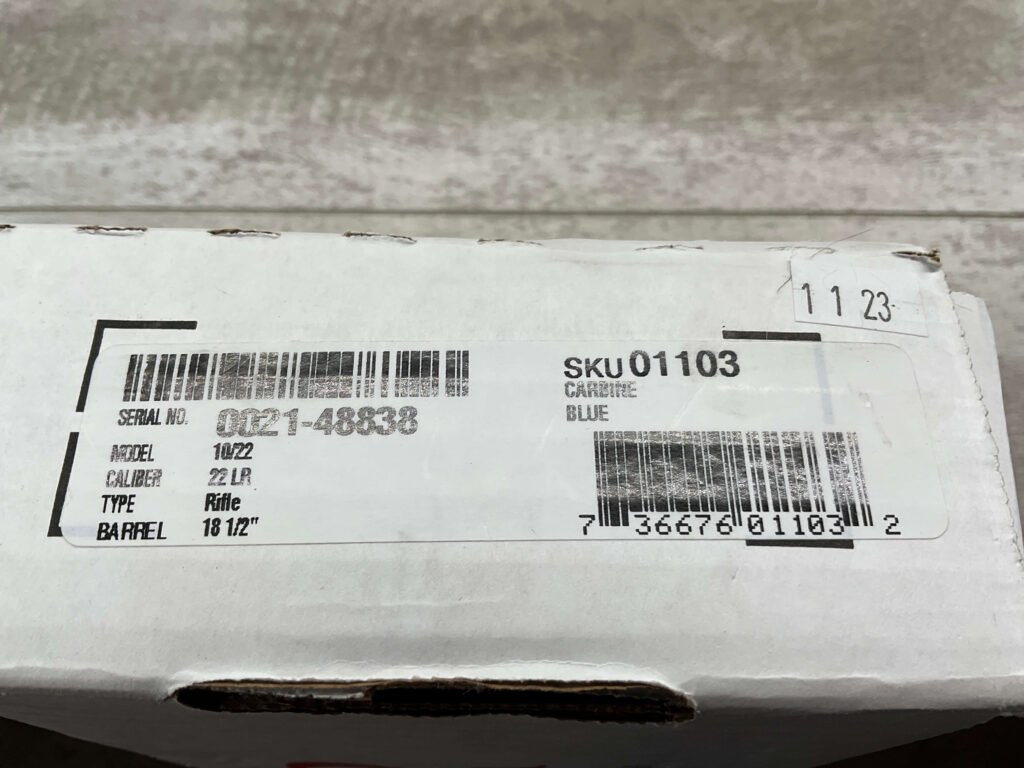 1 1 23
SERIAL NO. 0021-48838
MODEL 10/22
CALIBER 22 LR
TYPE Rifle
BARREL 18 1/2"
SKU 01103
CARBINE
BLUE
7 36676 01103 2